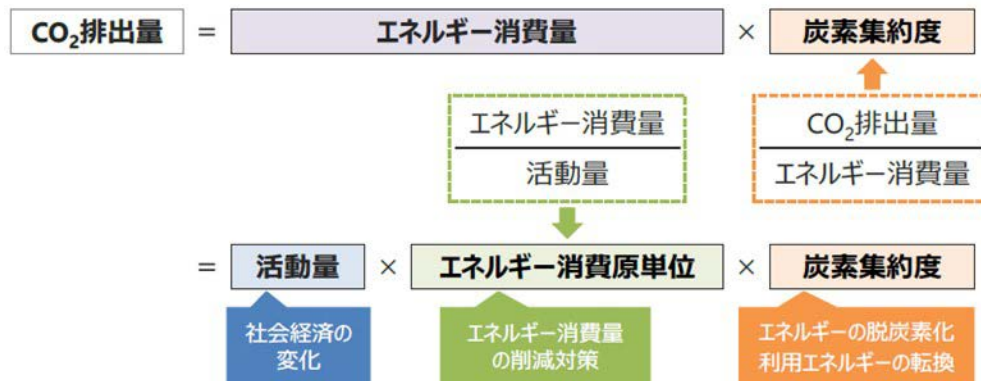 CO₂排出量 = エネルギー消費量 × 炭素集約度
エネルギー消費量
活動量
CO₂排出量
エネルギー消費量
= 活動量 × エネルギー消費原単位 × 炭素集約度
社会経済の
変化
エネルギー消費量
の削減対策
エネルギーの脱炭素化
利用エネルギーの転換